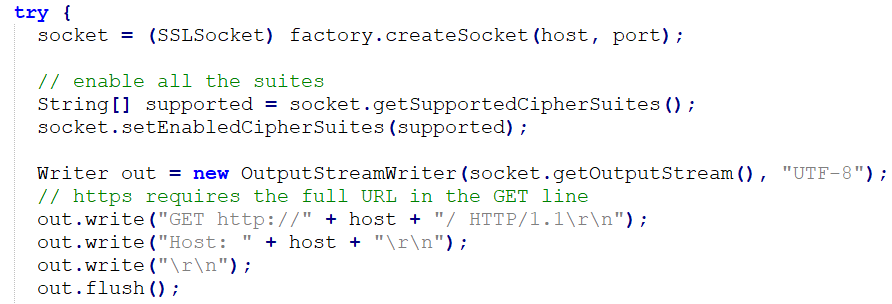 try {
socket = (SSLSocket) factory.createSocket(host, port);
// enable all the suites
String[] supported = socket.getSupportedCipherSuites();
socket.setEnabledCipherSuites(supported);
Writer out = new OutputStreamWriter(socket.getOutputStream(), "UTF-8");
// https requires the full URL in the GET line
out.write("GET http://" + host + "/ HTTP/1.1\r\n");
out.write("Host: " + host + "\r\n");
out.write("\r\n");
out.flush();